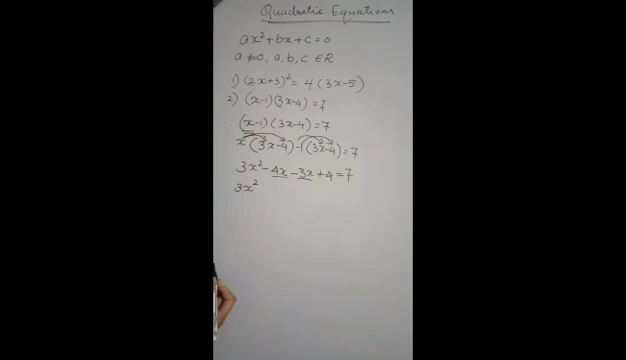 Quadratic Equations
ax²+bx+c=0
a≠0, a,b,c ∈ R
1) (2x+3)² = 4(3x-5)
2) (x-1)(3x-4) = 7
(x-1)(3x-4) = 7
x(3x-4) -1(3x-4) = 7
3x² - 4x - 3x + 4 = 7
3x²